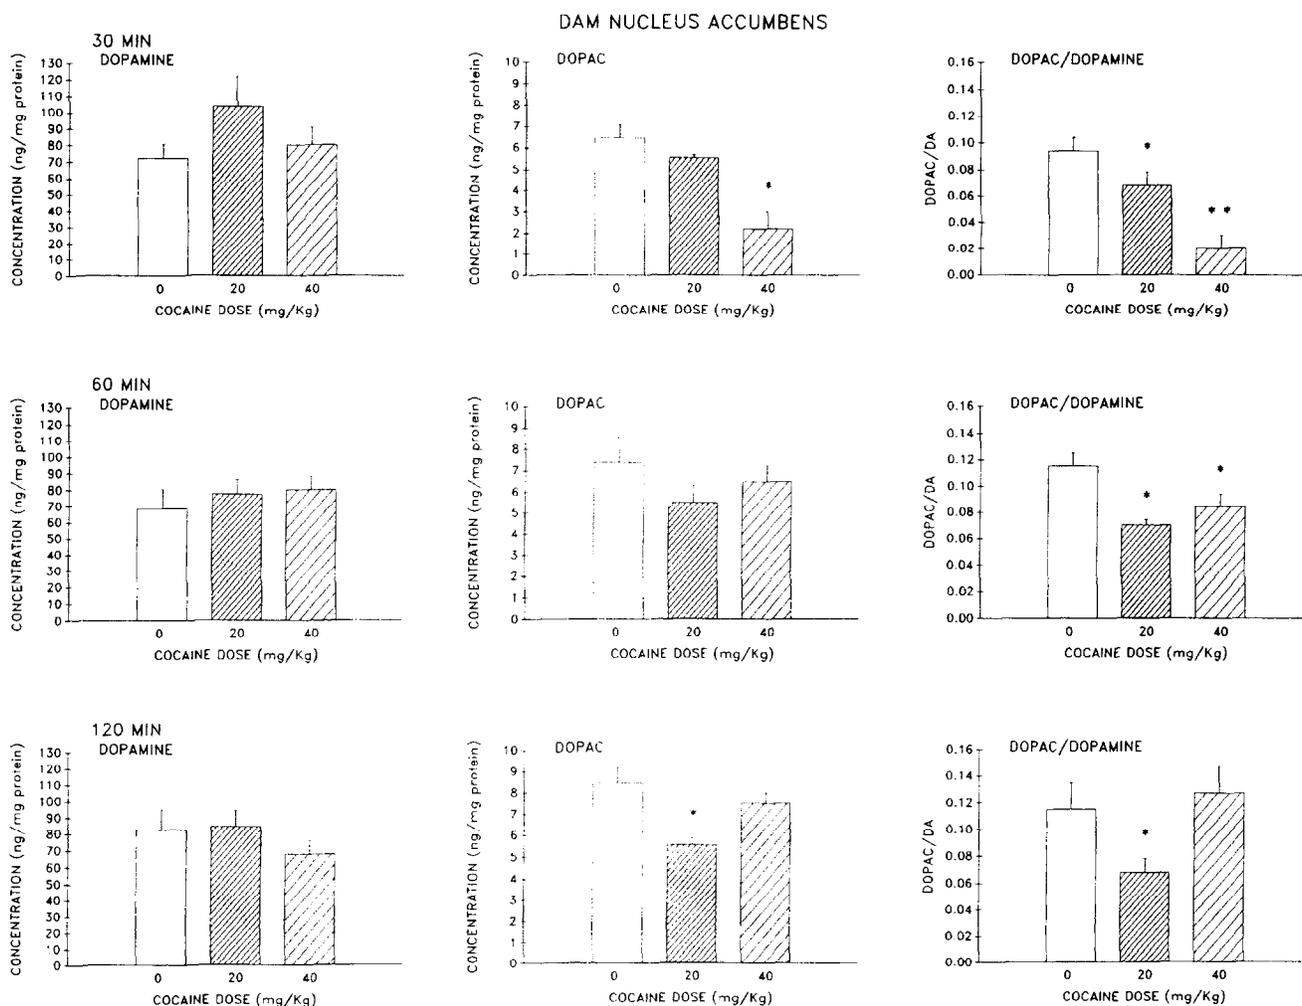 DAM NUCLEUS ACCUMBENS
30 MIN
DOPAMINE
CONCENTRATION (ng/mg protein)
130
120
110
100
90
80
70
60
50
40
30
20
10
0
0 20 40
COCAINE DOSE (mg/Kg)
DOPAC
CONCENTRATION (ng/mg protein)
10
9
8
7
6
5
4
3
2
1
0
*
0 20 40
COCAINE DOSE (mg/Kg)
DOPAC/DOPAMINE
DOPAC/DA
0.16
0.14
0.12
0.10
0.08
0.06
0.04
0.02
0.00
*
* *
0 20 40
COCAINE DOSE (mg/Kg)
60 MIN
DOPAMINE
CONCENTRATION (ng/mg protein)
130
120
110
100
90
80
70
60
50
40
30
20
10
0
0 20 40
COCAINE DOSE (mg/Kg)
DOPAC
CONCENTRATION (ng/mg protein)
10
9
8
7
6
5
4
3
2
1
0
0 20 40
COCAINE DOSE (mg/Kg)
DOPAC/DOPAMINE
DOPAC/DA
0.16
0.14
0.12
0.10
0.08
0.06
0.04
0.02
0.00
*
*
0 20 40
COCAINE DOSE (mg/Kg)
120 MIN
DOPAMINE
CONCENTRATION (ng/mg protein)
130
120
110
100
90
80
70
60
50
40
30
20
10
0
0 20 40
COCAINE DOSE (mg/Kg)
DOPAC
CONCENTRATION (ng/mg protein)
10
9
8
7
6
5
4
3
2
1
0
*
0 20 40
COCAINE DOSE (mg/Kg)
DOPAC/DOPAMINE
DOPAC/DA
0.16
0.14
0.12
0.10
0.08
0.06
0.04
0.02
0.00
*
0 20 40
COCAINE DOSE (mg/Kg)